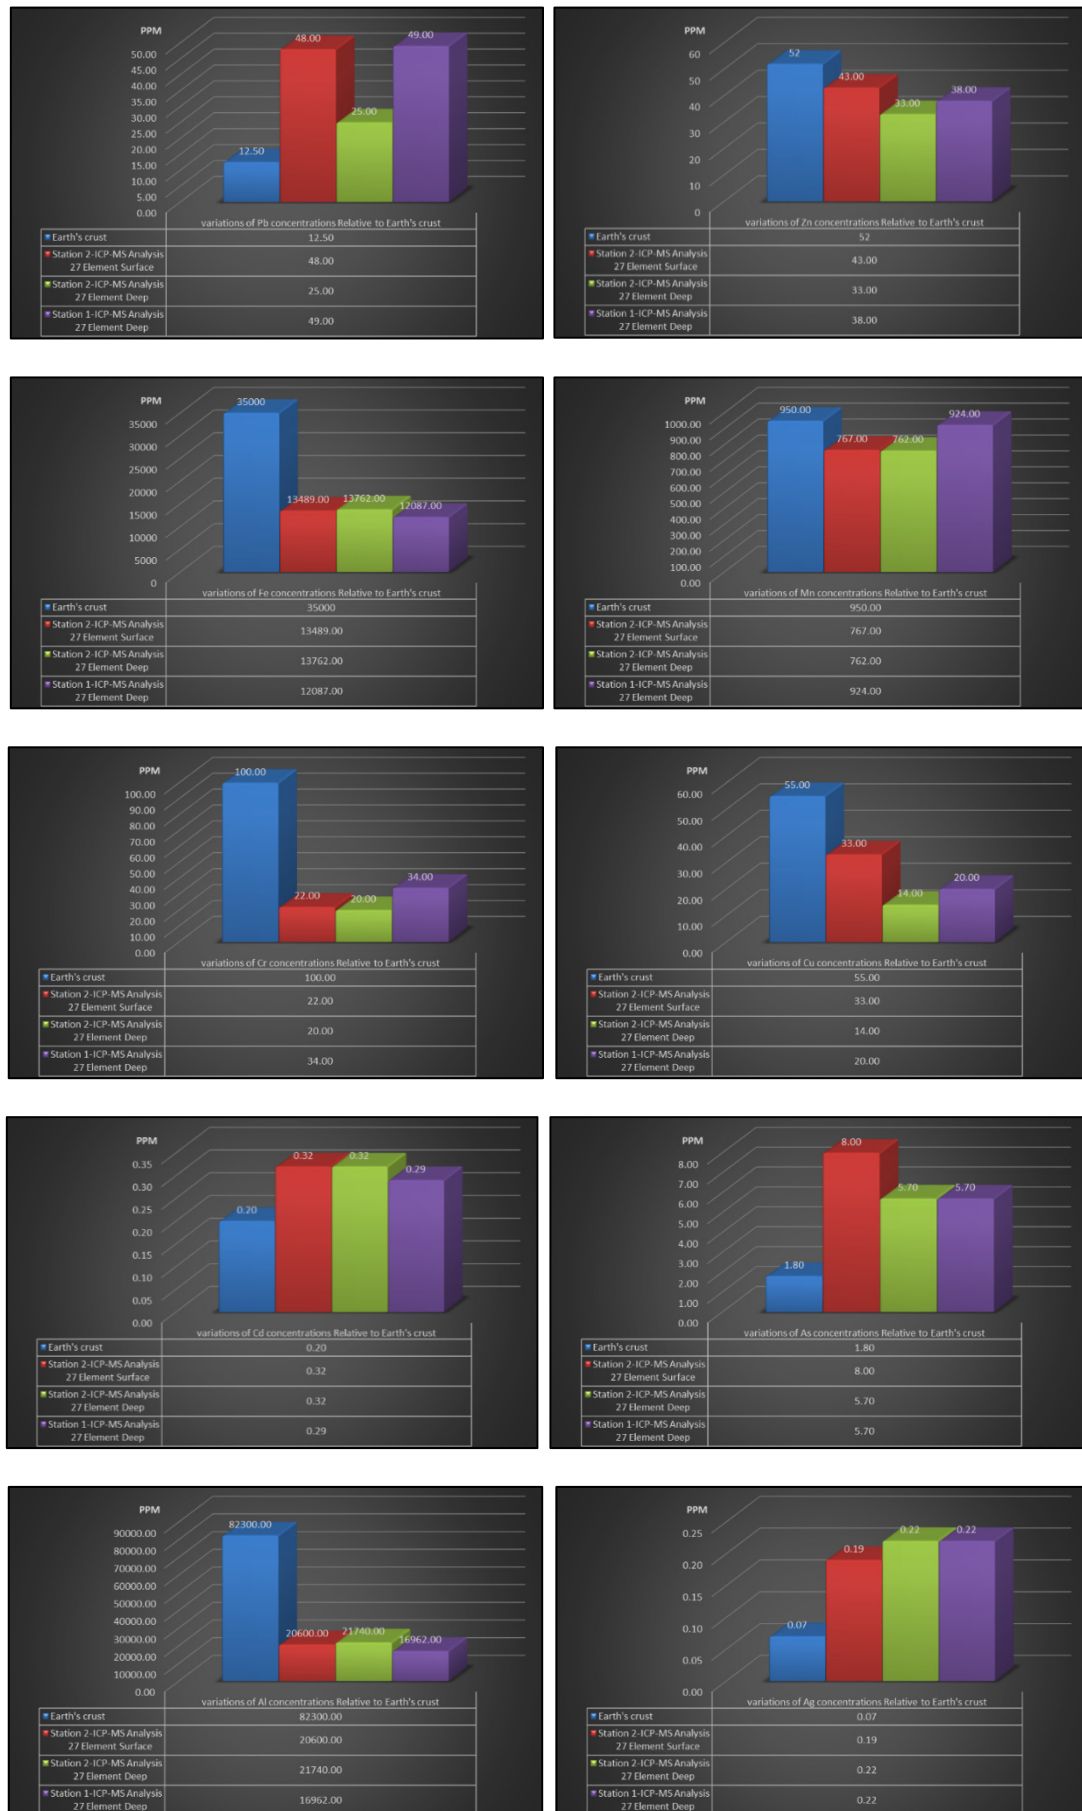 PPM
50.00
45.00
40.00
35.00
30.00
25.00
20.00
15.00
10.00
5.00
0.00
12.50
48.00
25.00
49.00
variations of Pb concentrations Relative to Earth's crust
Earth's crust 12.50
Station 2-ICP-MS Analysis
27 Element Surface 48.00
Station 2-ICP-MS Analysis
27 Element Deep 25.00
Station 1-ICP-MS Analysis
27 Element Deep 49.00
PPM
60
50
40
30
20
10
0
52
43.00
33.00
38.00
variations of Zn concentrations Relative to Earth's crust
Earth's crust 52
Station 2-ICP-MS Analysis
27 Element Surface 43.00
Station 2-ICP-MS Analysis
27 Element Deep 33.00
Station 1-ICP-MS Analysis
27 Element Deep 38.00
PPM
35000
30000
25000
20000
15000
10000
5000
0
35000
13489.00
13762.00
12087.00
variations of Fe concentrations Relative to Earth's crust
Earth's crust 35000
Station 2-ICP-MS Analysis
27 Element Surface 13489.00
Station 2-ICP-MS Analysis
27 Element Deep 13762.00
Station 1-ICP-MS Analysis
27 Element Deep 12087.00
PPM
1000.00
900.00
800.00
700.00
600.00
500.00
400.00
300.00
200.00
100.00
0.00
950.00
767.00
762.00
924.00
variations of Mn concentrations Relative to Earth's crust
Earth's crust 950.00
Station 2-ICP-MS Analysis
27 Element Surface 767.00
Station 2-ICP-MS Analysis
27 Element Deep 762.00
Station 1-ICP-MS Analysis
27 Element Deep 924.00
PPM
100.00
90.00
80.00
70.00
60.00
50.00
40.00
30.00
20.00
10.00
0.00
100.00
22.00
20.00
34.00
variations of Cr concentrations Relative to Earth's crust
Earth's crust 100.00
Station 2-ICP-MS Analysis
27 Element Surface 22.00
Station 2-ICP-MS Analysis
27 Element Deep 20.00
Station 1-ICP-MS Analysis
27 Element Deep 34.00
PPM
60.00
50.00
40.00
30.00
20.00
10.00
0.00
55.00
33.00
14.00
20.00
variations of Cu concentrations Relative to Earth's crust
Earth's crust 55.00
Station 2-ICP-MS Analysis
27 Element Surface 33.00
Station 2-ICP-MS Analysis
27 Element Deep 14.00
Station 1-ICP-MS Analysis
27 Element Deep 20.00
PPM
0.35
0.30
0.25
0.20
0.15
0.10
0.05
0.00
0.20
0.32
0.32
0.29
variations of Cd concentrations Relative to Earth's crust
Earth's crust 0.20
Station 2-ICP-MS Analysis
27 Element Surface 0.32
Station 2-ICP-MS Analysis
27 Element Deep 0.32
Station 1-ICP-MS Analysis
27 Element Deep 0.29
PPM
8.00
7.00
6.00
5.00
4.00
3.00
2.00
1.00
0.00
1.80
8.00
5.70
5.70
variations of As concentrations Relative to Earth's crust
Earth's crust 1.80
Station 2-ICP-MS Analysis
27 Element Surface 8.00
Station 2-ICP-MS Analysis
27 Element Deep 5.70
Station 1-ICP-MS Analysis
27 Element Deep 5.70
PPM
90000.00
80000.00
70000.00
60000.00
50000.00
40000.00
30000.00
20000.00
10000.00
0.00
82300.00
20600.00
21740.00
16962.00
variations of Al concentrations Relative to Earth's crust
Earth's crust 82300.00
Station 2-ICP-MS Analysis
27 Element Surface 20600.00
Station 2-ICP-MS Analysis
27 Element Deep 21740.00
Station 1-ICP-MS Analysis
27 Element Deep 16962.00
PPM
0.25
0.20
0.15
0.10
0.05
0.00
0.07
0.19
0.22
0.22
variations of Ag concentrations Relative to Earth's crust
Earth's crust 0.07
Station 2-ICP-MS Analysis
27 Element Surface 0.19
Station 2-ICP-MS Analysis
27 Element Deep 0.22
Station 1-ICP-MS Analysis
27 Element Deep 0.22